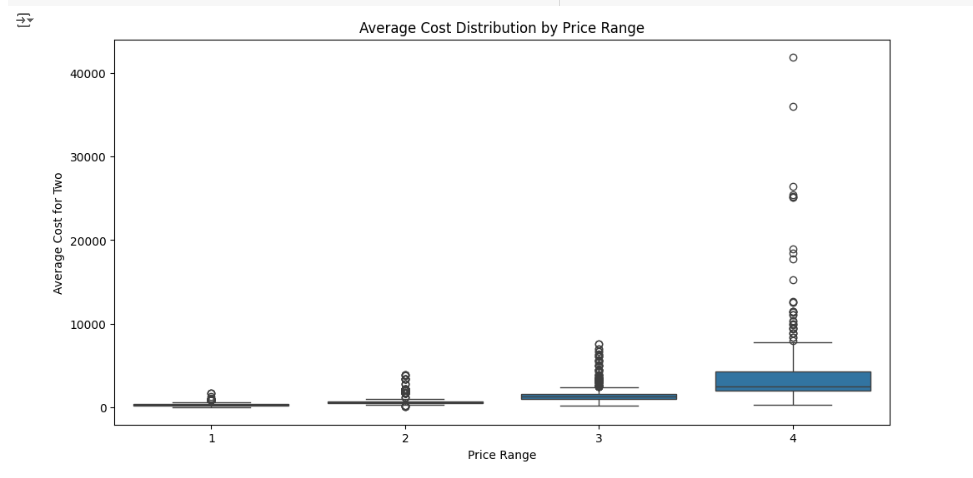 Average Cost Distribution by Price Range
40000
30000
20000
10000
0
Average Cost for Two
1 2 3 4
Price Range